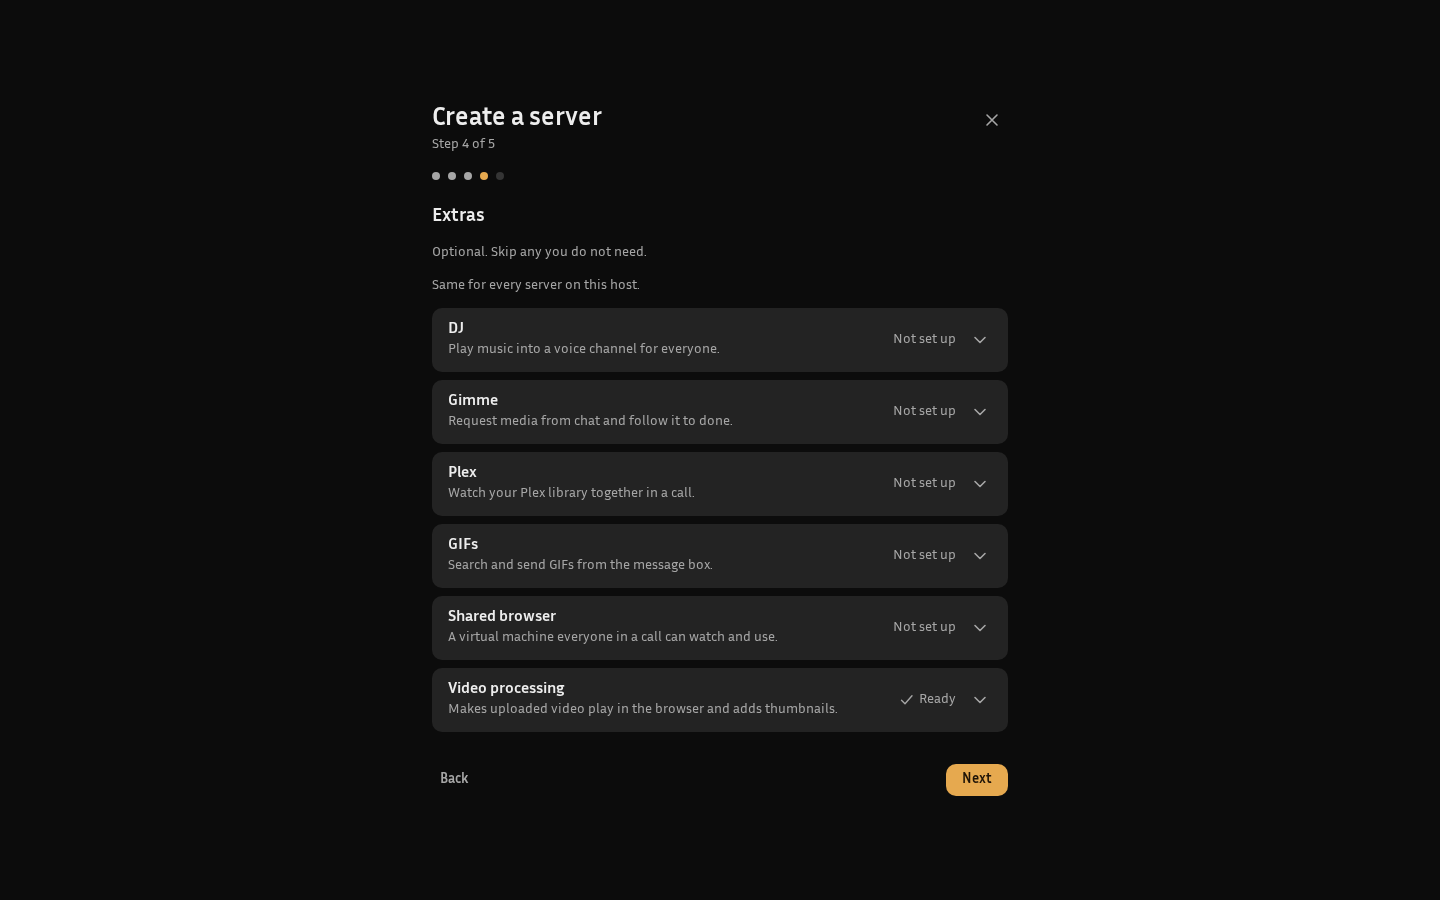 Create a server
Step 4 of 5
Extras
Optional. Skip any you do not need.
Same for every server on this host.
DJ
Play music into a voice channel for everyone.
Not set up
Gimme
Request media from chat and follow it to done.
Not set up
Plex
Watch your Plex library together in a call.
Not set up
GIFs
Search and send GIFs from the message box.
Not set up
Shared browser
A virtual machine everyone in a call can watch and use.
Not set up
Video processing
Makes uploaded video play in the browser and adds thumbnails.
Ready
Back
Next